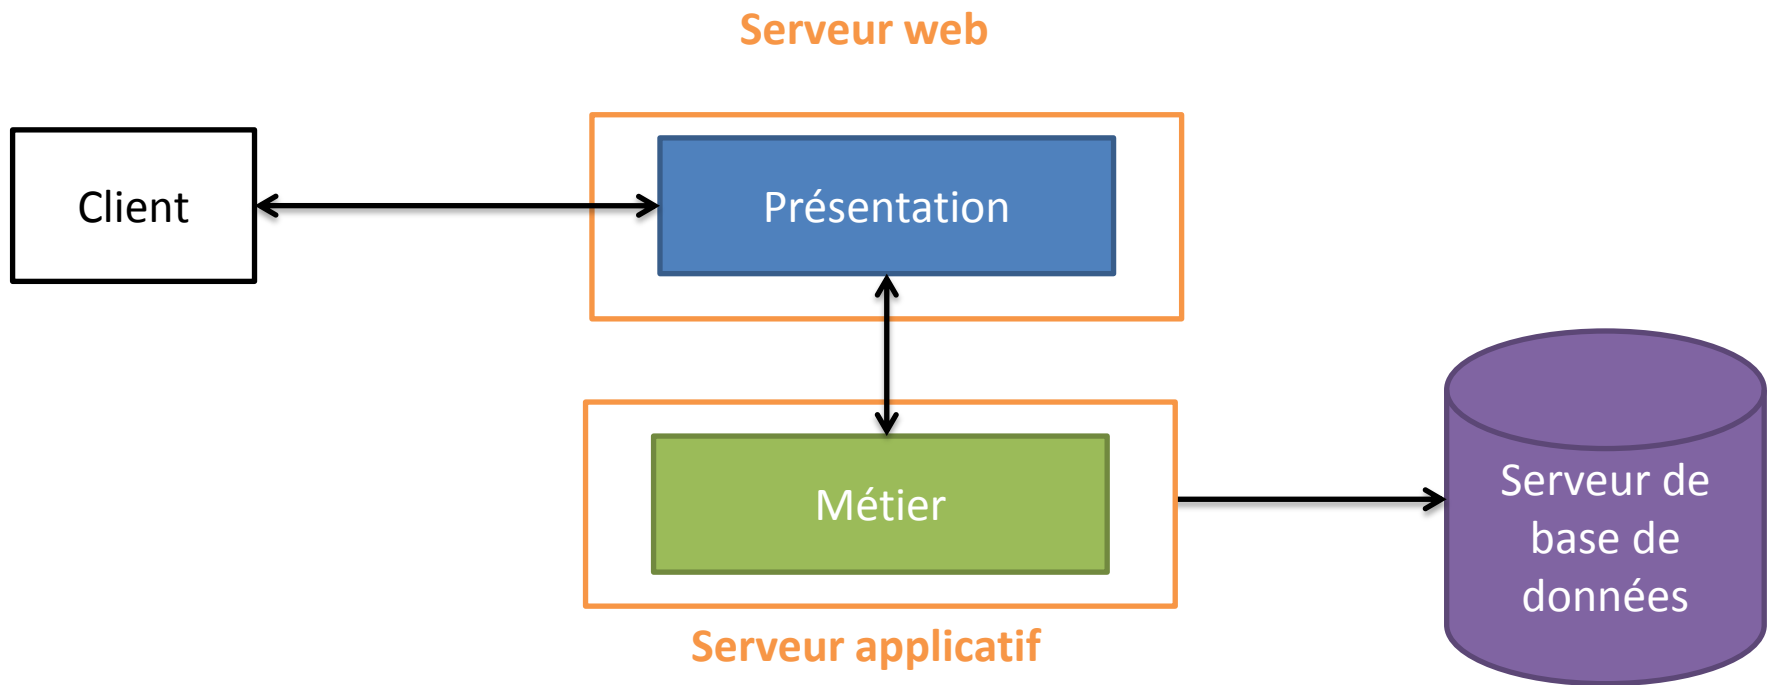 Serveur web
Client
Présentation
Métier
Serveur de
base de
données
Serveur applicatif